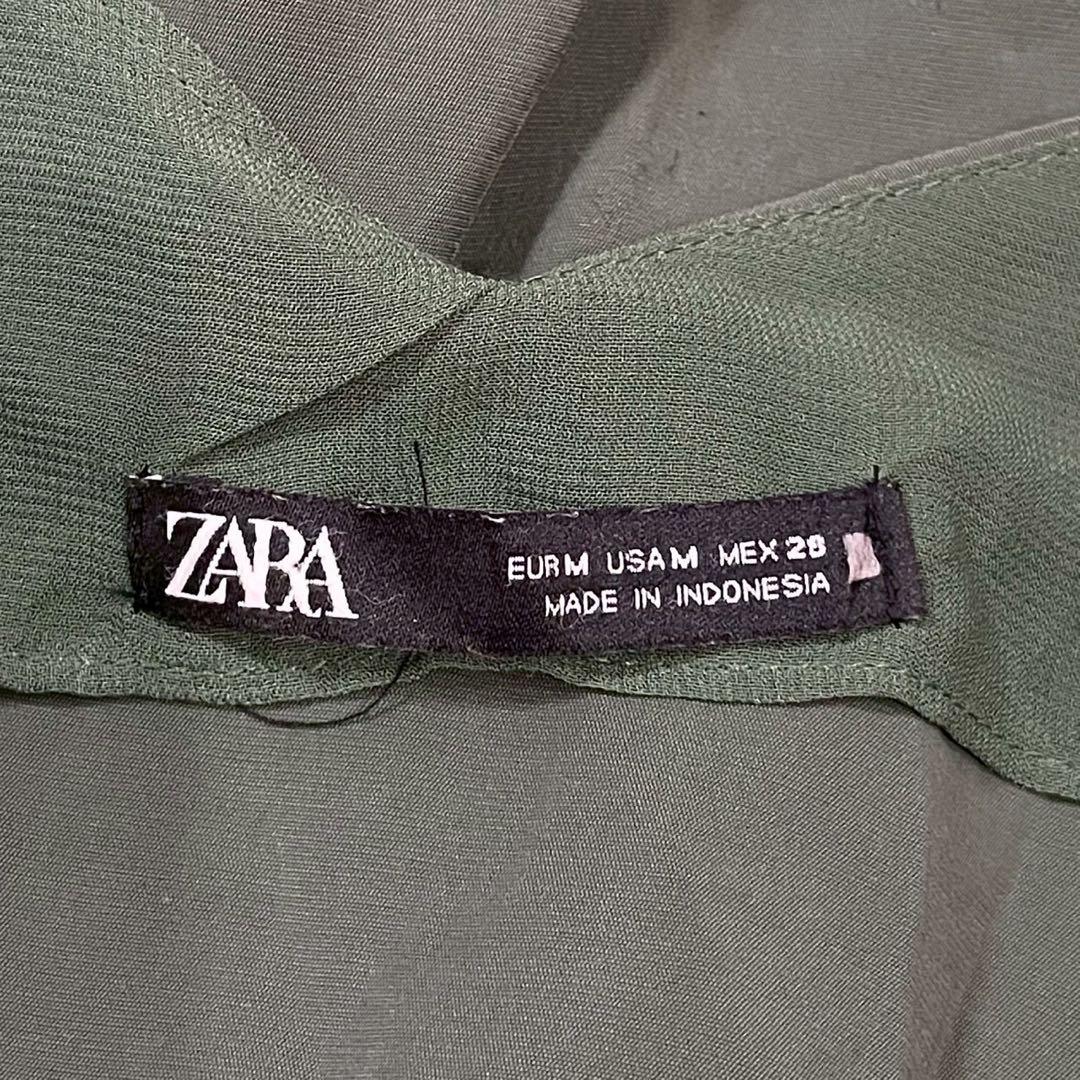 ZARA
EUR M USA M MEX 28
MADE IN INDONESIA